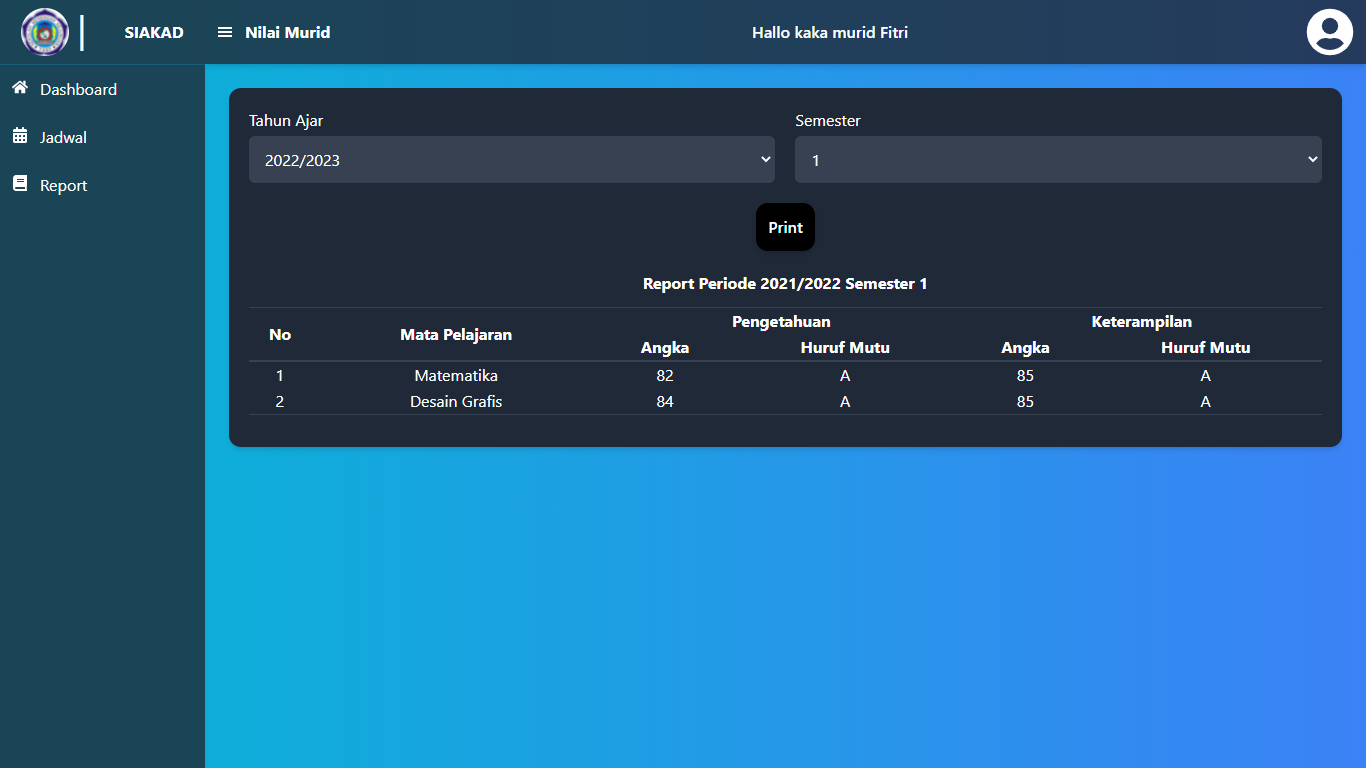 SIAKAD
Nilai Murid
Hallo kaka murid Fitri
Dashboard
Jadwal
Report
Tahun Ajar
Semester
2022/2023
1
Print
Report Periode 2021/2022 Semester 1
No Mata Pelajaran Pengetahuan Keterampilan
Angka Huruf Mutu Angka Huruf Mutu
1 Matematika 82 A 85 A
2 Desain Grafis 84 A 85 A